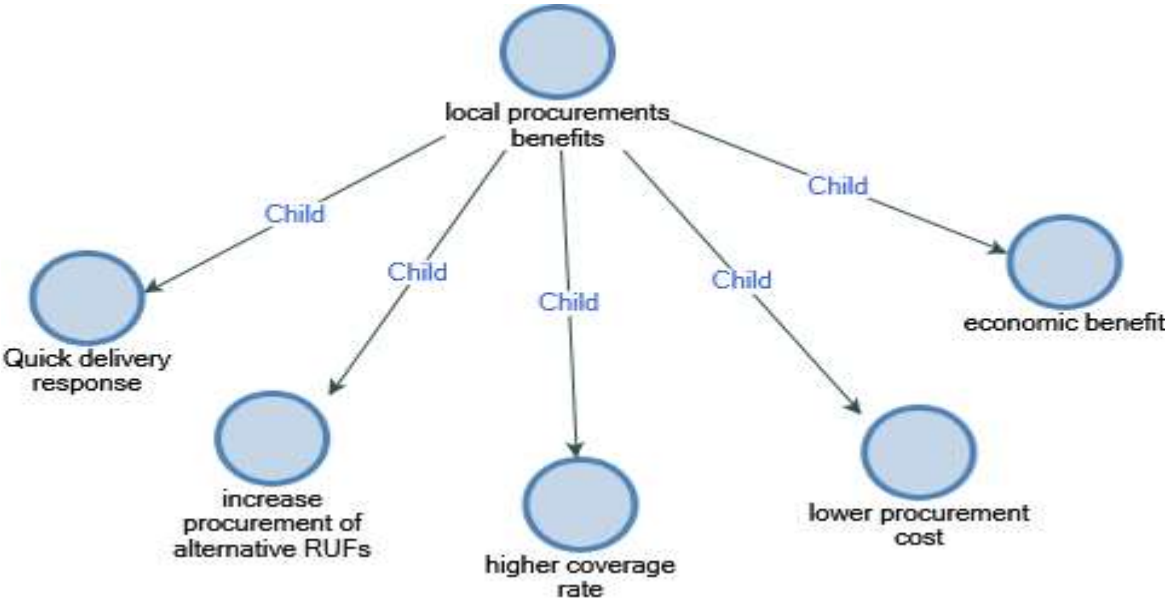 local procurements
benefits
Child
Child
Child
Child
Child
Quick delivery
response
increase
procurement of
alternative RUFs
higher coverage
rate
lower procurement
cost
economic benefit